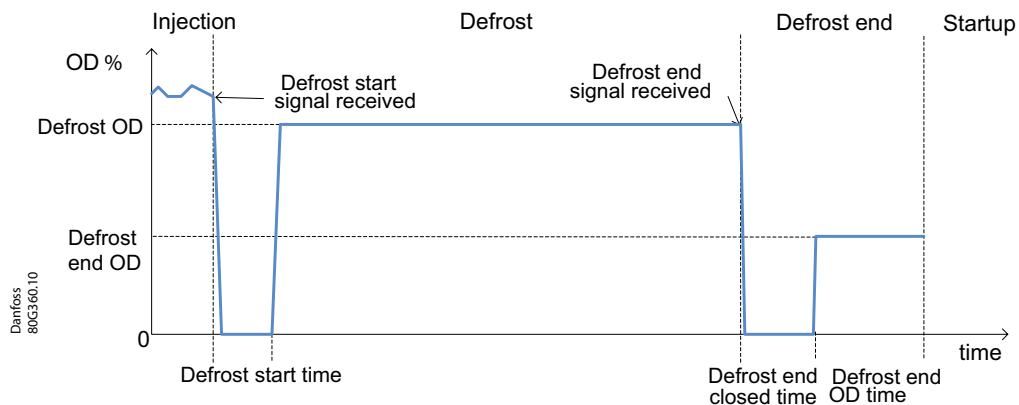 Injection
Defrost
Defrost end
Startup
OD %
Defrost start
signal received
Defrost end
signal received
Defrost OD
Defrost
end OD
Danfoss
80G360.10
0
time
Defrost start time
Defrost end
closed time
Defrost end
OD time